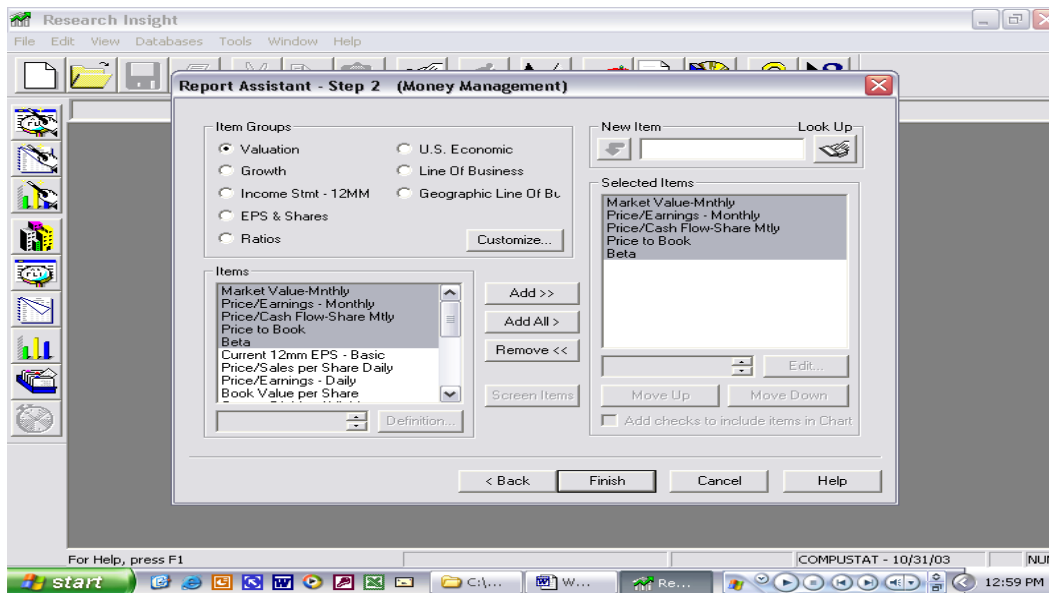 Research Insight
File Edit View Databases Tools Window Help
Report Assistant - Step 2 (Money Management)
Item Groups
Valuation
Growth
Income Stmt - 12MM
EPS & Shares
Ratios
U.S. Economic
Line Of Business
Geographic Line Of Bu
Customize...
New Item
Look Up
Items
Market Value-Mnthly
Price/Earnings - Monthly
Price/Cash Flow-Share Mtly
Price to Book
Beta
Current 12mm EPS - Basic
Price/Sales per Share Daily
Price/Earnings - Daily
Book Value per Share
Definition...
Add >>
Add All >
Remove <<
Screen Items
Selected Items
Market Value-Mnthly
Price/Earnings - Monthly
Price/Cash Flow-Share Mtly
Price to Book
Beta
Edit...
Move Up
Move Down
Add checks to include items in Chart
< Back
Finish
Cancel
Help
For Help, press F1
COMPUSTAT - 10/31/03
NU
start
C:\...
W...
Re...
12:59 PM